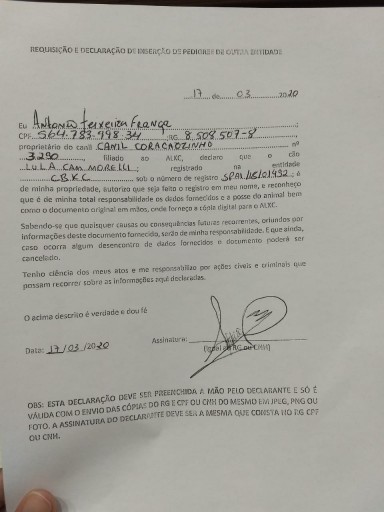 REQUISIÇÃO E DECLARAÇÃO DE INSERÇÃO DE PEDIGREE DE OUTRA ENTIDADE
17 de 03 2020
Eu Antonio Ferreira França
CPF 564.783.998.34 RG 8.508.507-8
proprietário do canil CANIL CORAÇAOZINHO nº
3.290, filiado ao ALKC, declaro que o cão
LULA CAM MORELLI registrado na entidade
CBKC sob o número de registro é
de minha propriedade, autorizo que seja feito o registro em meu nome, e reconheço
que é de minha total responsabilidade os dados fornecidos e a posse do animal bem
como o documento original em mãos, onde forneço a cópia digital para o ALKC.
Sabendo-se que quaisquer causas ou consequências futuras recorrentes, oriundas por
informações deste documento fornecido, serão de minha responsabilidade. E que ainda,
caso ocorra algum desencontro de dados fornecidos o documento poderá ser
cancelado.
Tenho ciência dos meus atos e me responsabilizo por ações cíveis e criminais que
possam recorrer sobre as informações aqui declaradas.
O acima descrito é verdade e dou fé
Assinatura:
(Igual ao RG ou CNH)
Data: 17/03/2020
OBS: ESTA DECLARAÇÃO DEVE SER PREENCHIDA A MÃO PELO DECLARANTE E SÓ É
VÁLIDA COM O ENVIO DAS CÓPIAS DO RG E CPF OU CNH DO MESMO EM JPEG, PNG OU
FOTO. A ASSINATURA DO DECLARANTE DEVE SER A MESMA QUE CONSTA NO RG CPF
OU CNH.